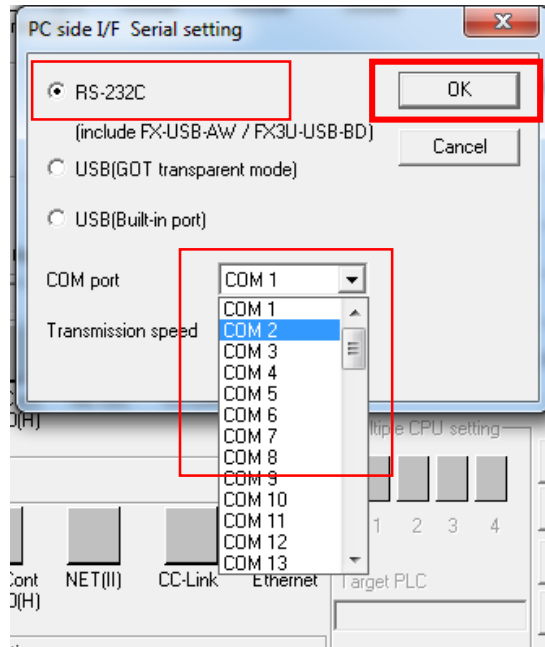 PC side I/F Serial setting
RS-232C
OK
(include FX-USB-AW / FX3U-USB-BD)
Cancel
USB(GOT transparent mode)
USB(Built-in port)
COM port
COM 1
COM 1
Transmission speed
COM 2
COM 3
COM 4
COM 5
COM 6
COM 7
COM 8
COM 9
COM 10
COM 11
COM 12
COM 13
(H)
ltiple CPU setting
1 2 3 4
Cont
NET(II)
CC-Link
Ethernet
Target PLC
0(H)